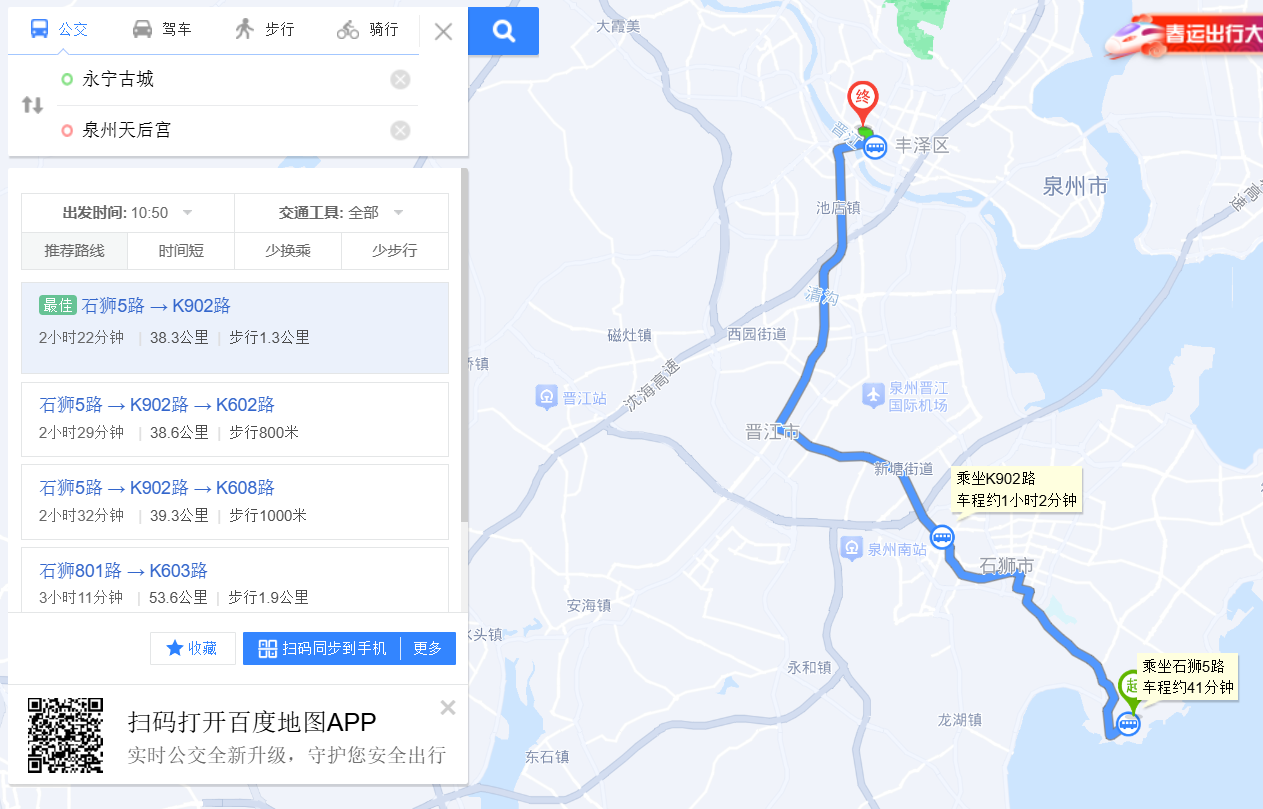 公交
驾车
步行
骑行
永宁古城
泉州天后宫
出发时间: 10:50
交通工具: 全部
推荐路线
时间短
少换乘
少步行
最佳 石狮5路 → K902路
2小时22分钟 | 38.3公里 | 步行1.3公里
石狮5路 → K902路 → K602路
2小时29分钟 | 38.6公里 | 步行800米
石狮5路 → K902路 → K608路
2小时32分钟 | 39.3公里 | 步行1000米
石狮801路 → K603路
3小时11分钟 | 53.6公里 | 步行1.9公里
收藏
扫码同步到手机
更多
扫码打开百度地图APP
实时公交全新升级，守护您安全出行
大霞美
春运出行大
终
晋江
丰泽区
泉州市
高速
池店镇
清沟
磁灶镇
西园街道
桥镇
沈海高速
晋江站
泉州晋江
国际机场
晋江市
新塘街道
乘坐K902路
车程约1小时2分钟
泉州南站
石狮市
安海镇
水头镇
永和镇
起
乘坐石狮5路
车程约41分钟
龙湖镇
东石镇